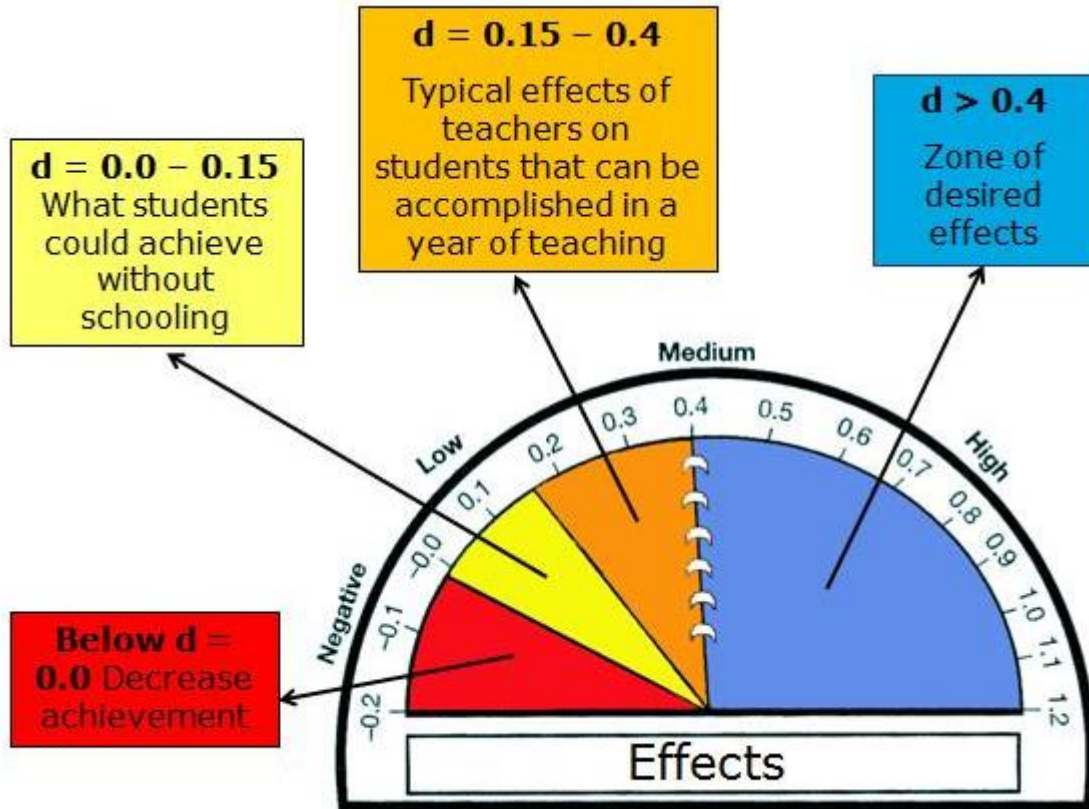 d = 0.15 – 0.4
Typical effects of
teachers on
students that can be
accomplished in a
year of teaching
d > 0.4
Zone of
desired
effects
d = 0.0 – 0.15
What students
could achieve
without
schooling
Below d =
0.0 Decrease
achievement
Negative
Low
Medium
High
–0.2
–0.1
–0.0
0.1
0.2
0.3
0.4
0.5
0.6
0.7
0.8
0.9
1.0
1.1
1.2
Effects